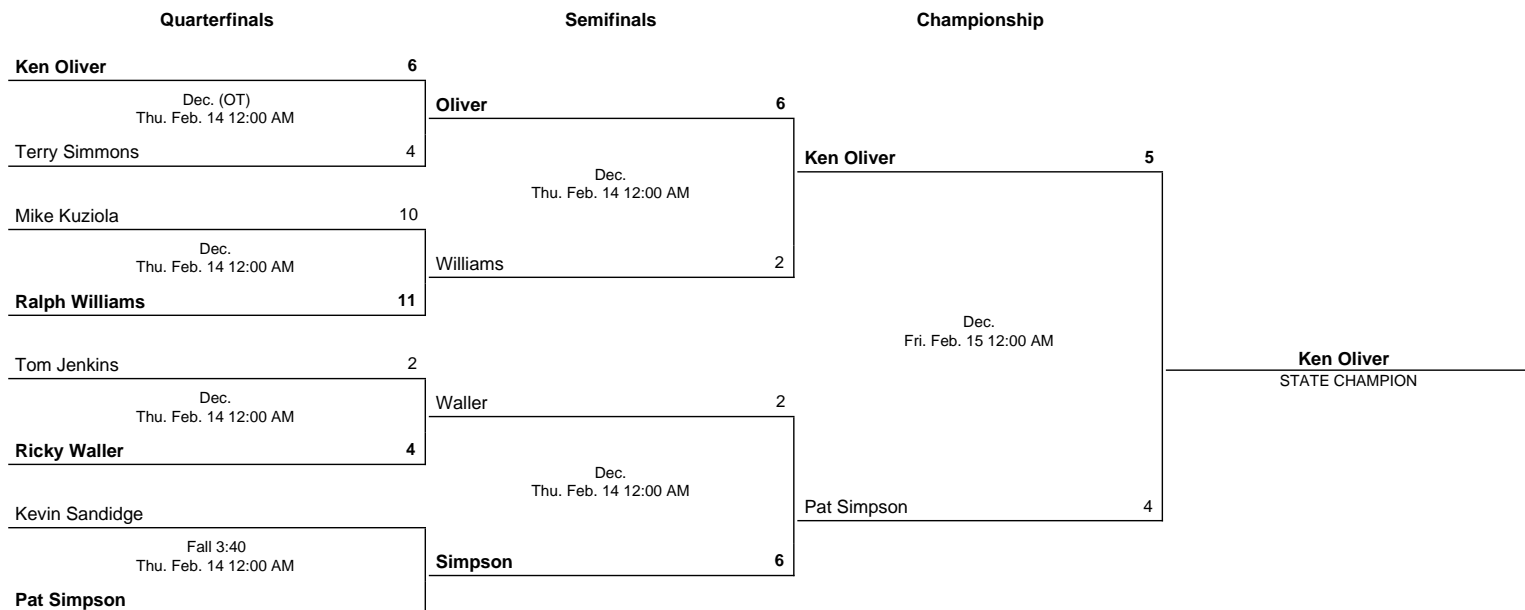 Quarterfinals
Semifinals
Championship
Ken Oliver 6
Dec. (OT)
Thu. Feb. 14 12:00 AM
Terry Simmons 4
Mike Kuziola 10
Dec.
Thu. Feb. 14 12:00 AM
Ralph Williams 11
Tom Jenkins 2
Dec.
Thu. Feb. 14 12:00 AM
Ricky Waller 4
Kevin Sandidge
Fall 3:40
Thu. Feb. 14 12:00 AM
Pat Simpson
Oliver 6
Dec.
Thu. Feb. 14 12:00 AM
Williams 2
Waller 2
Dec.
Thu. Feb. 14 12:00 AM
Simpson 6
Ken Oliver 5
Dec.
Fri. Feb. 15 12:00 AM
Pat Simpson 4
Ken Oliver
STATE CHAMPION